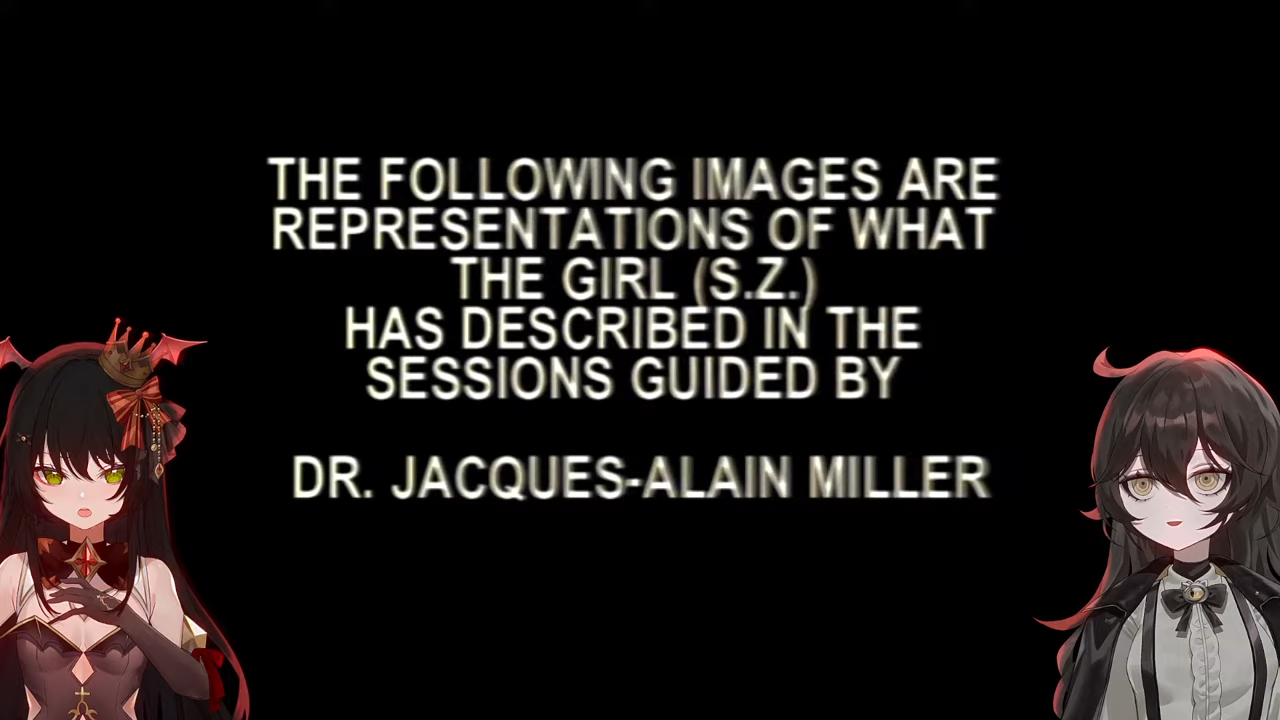 THE FOLLOWING IMAGES ARE
REPRESENTATIONS OF WHAT
THE GIRL (S.Z.)
HAS DESCRIBED IN THE
SESSIONS GUIDED BY
DR. JACQUES-ALAIN MILLER